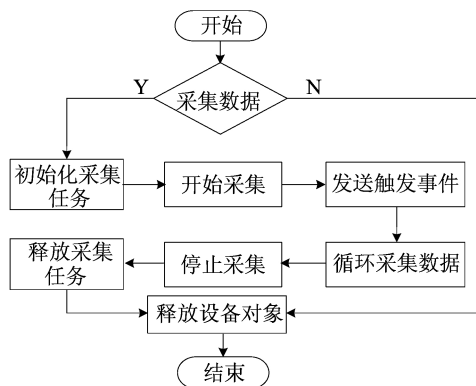 开始
采集数据
Y
N
初始化采集
任务
开始采集
发送触发事件
释放采集
任务
停止采集
循环采集数据
释放设备对象
结束